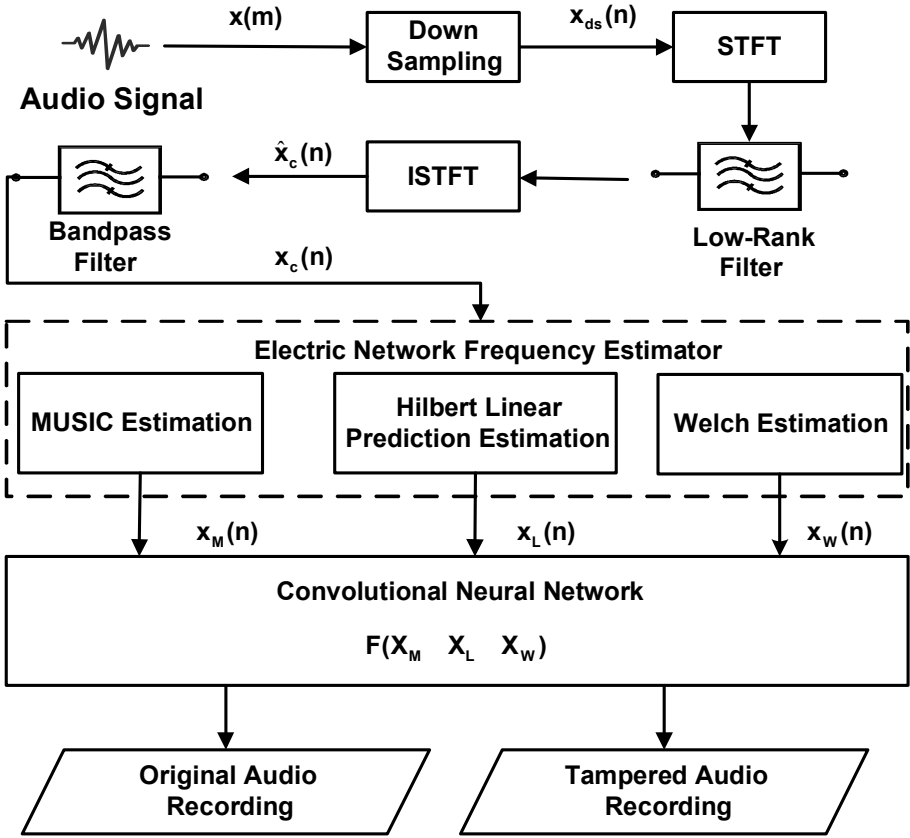 x(m)
Down
Sampling
x_ds(n)
STFT
Audio Signal
x̂_c(n)
ISTFT
Bandpass
Filter
Low-Rank
Filter
x_c(n)
Electric Network Frequency Estimator
MUSIC Estimation
Hilbert Linear
Prediction Estimation
Welch Estimation
x_M(n)
x_L(n)
x_W(n)
Convolutional Neural Network
F(X_M X_L X_W)
Original Audio
Recording
Tampered Audio
Recording